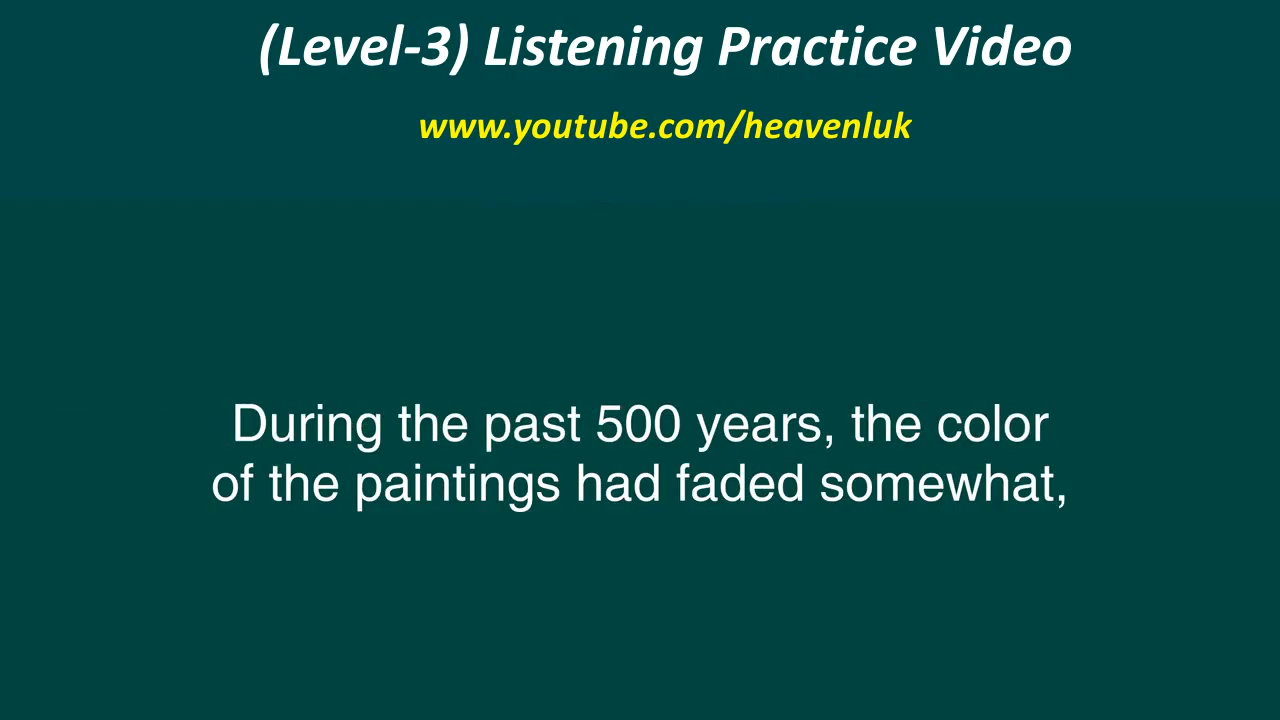 (Level-3) Listening Practice Video
www.youtube.com/heavenluk
During the past 500 years, the color
of the paintings had faded somewhat,